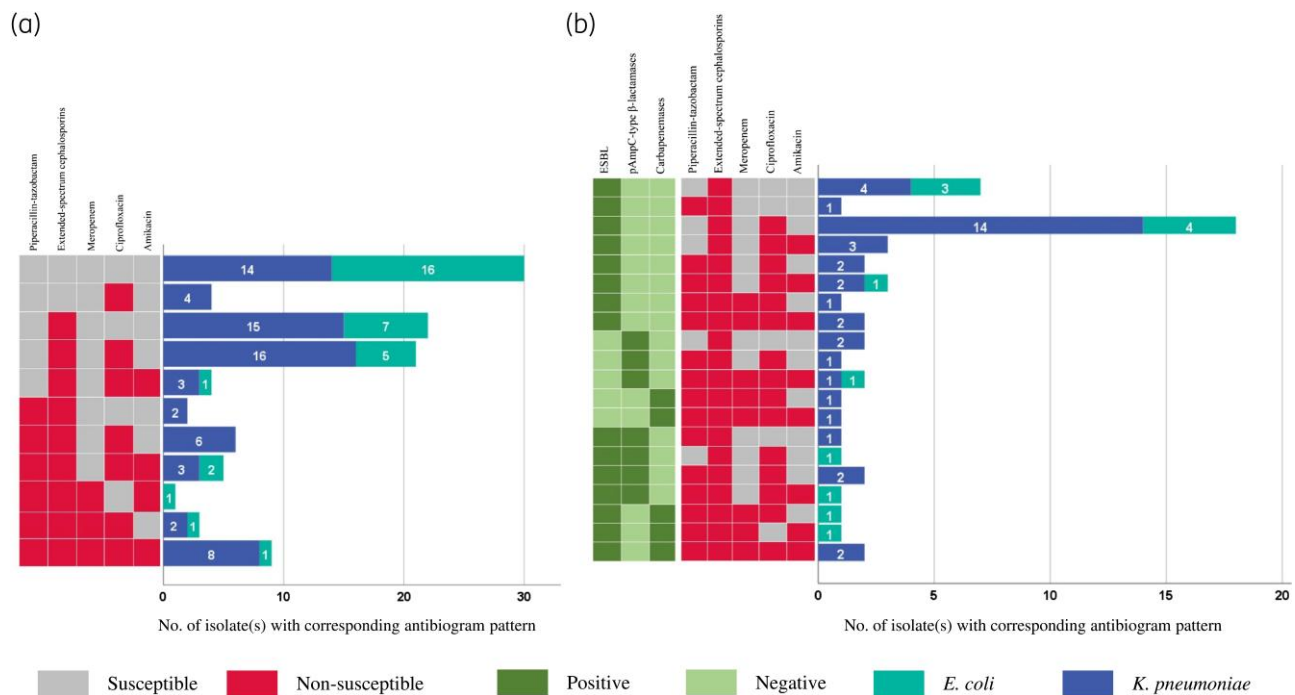 (a)
Piperacillin-tazobactam
Extended-spectrum cephalosporins
Meropenem
Ciprofloxacin
Amikacin
14 16
4
15 7
16 5
3 1
2
6
3 2
1
2 1
8 1
0 10 20 30
No. of isolate(s) with corresponding antibiogram pattern
(b)
ESBL
pAmpC-type β-lactamases
Carbapenemases
Piperacillin-tazobactam
Extended-spectrum cephalosporins
Meropenem
Ciprofloxacin
Amikacin
4 3
1
14 4
3
2
2 1
1
2
2
1
1 1
1
1
1
1
2
1
1
1
2
0 5 10 15 20
No. of isolate(s) with corresponding antibiogram pattern
Susceptible Non-susceptible Positive Negative E. coli K. pneumoniae